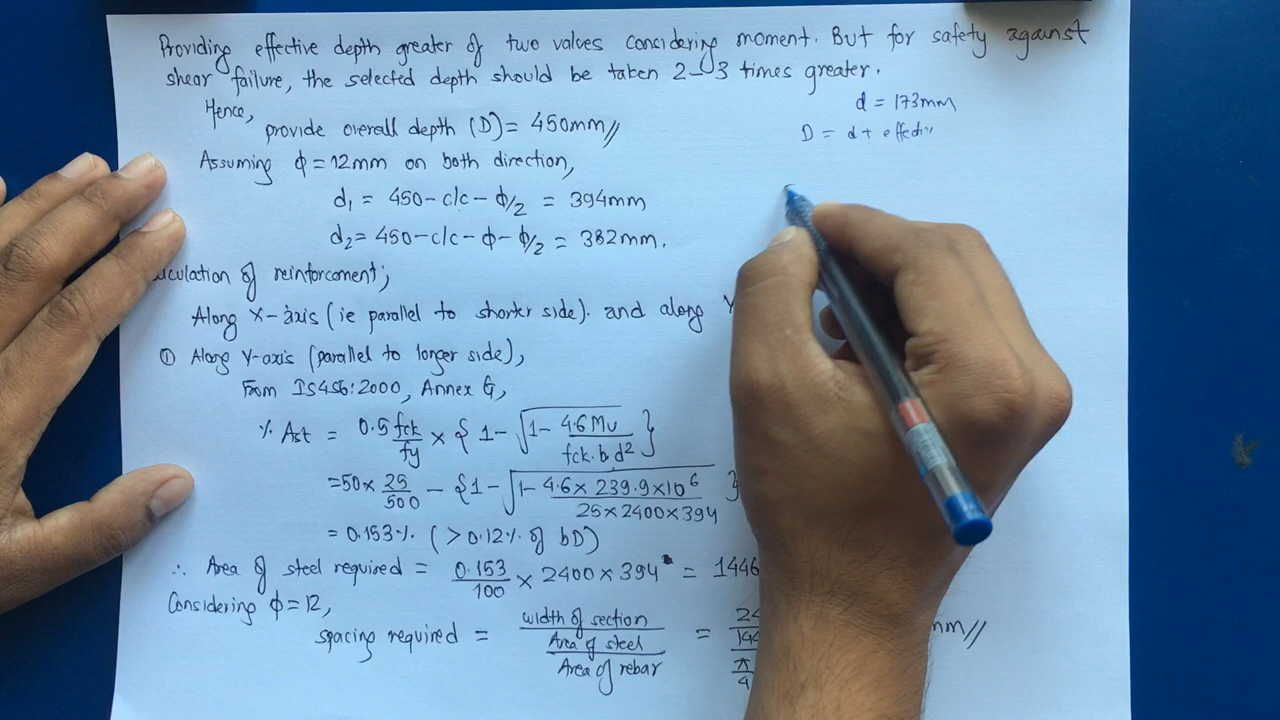 Providing effective depth greater of two values considering moment. But for safety against
shear failure, the selected depth should be taken 2-3 times greater.
d = 173mm
Hence,
provide overall depth (D) = 450mm//
D = d + effectiv
Assuming ϕ = 12mm on both direction,
d₁ = 450 - c/c - ϕ/2 = 394mm
d₂ = 450 - c/c - ϕ - ϕ/2 = 382mm.
culation of reinforcement;
Along X-axis (ie parallel to shorter side). and along Y
① Along Y-axis (parallel to longer side),
From IS456:2000, Annex G,
% Ast = 0.5 fck/fy × { 1 - √(1 - 4.6 Mu / fck. b d²) }
= 50 × 25/500 - { 1 - √(1 - 4.6 × 239.9 × 10⁶ / 25 × 2400 × 394) }
= 0.153%. (> 0.12% of bD)
∴ Area of steel required = 0.153/100 × 2400 × 394 = 1446
Considering ϕ = 12,
spacing required = width of section / (Area of steel / Area of rebar) = mm//